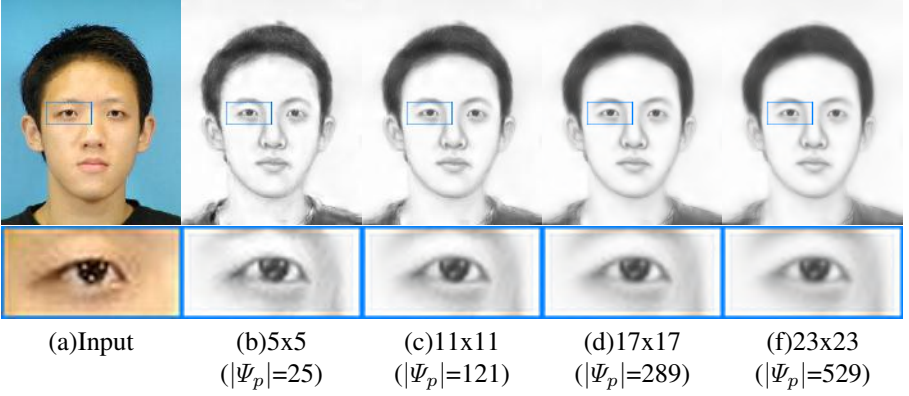 (a)Input (b)5x5 (c)11x11 (d)17x17 (f)23x23
(|Ψp|=25) (|Ψp|=121) (|Ψp|=289) (|Ψp|=529)